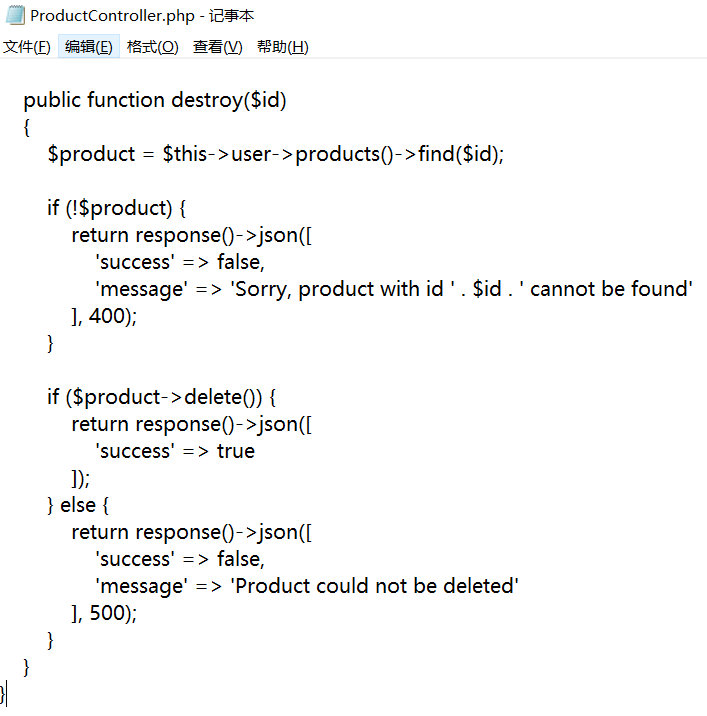 ProductController.php - 记事本
文件(F) 编辑(E) 格式(O) 查看(V) 帮助(H)
    public function destroy($id)
    {
        $product = $this->user->products()->find($id);

        if (!$product) {
            return response()->json([
                'success' => false,
                'message' => 'Sorry, product with id ' . $id . ' cannot be found'
            ], 400);
        }

        if ($product->delete()) {
            return response()->json([
                'success' => true
            ]);
        } else {
            return response()->json([
                'success' => false,
                'message' => 'Product could not be deleted'
            ], 500);
        }
    }
}